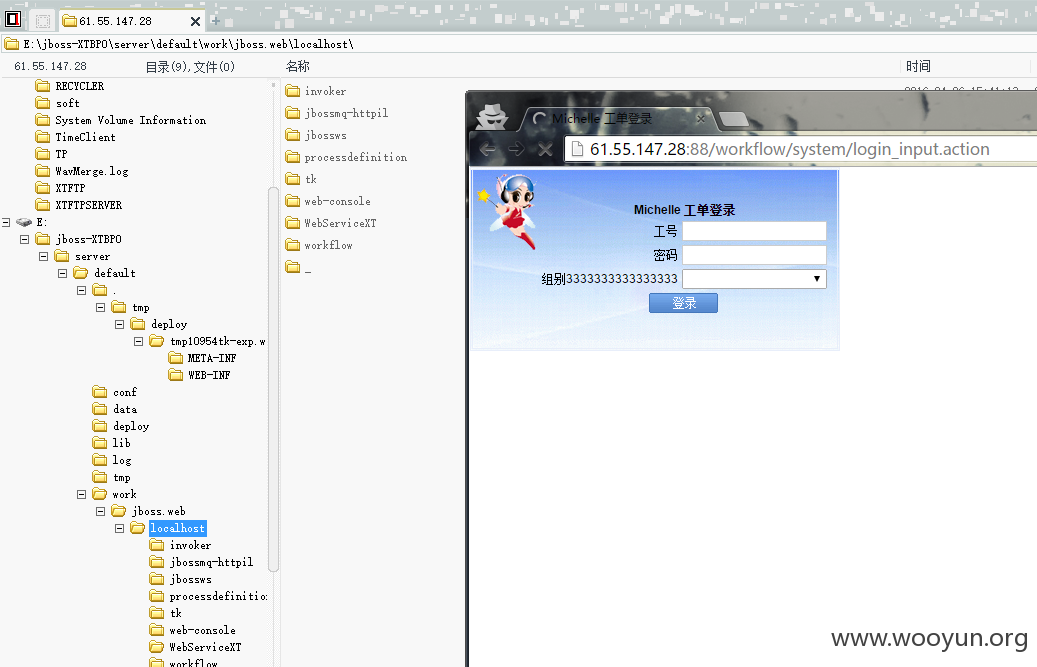 61.55.147.28
E:\jboss-XTBPO\server\default\work\jboss.web\localhost\
61.55.147.28 目录(9),文件(0) 名称 时间
RECYCLER
soft
System Volume Information
TimeClient
TP
WavMerge.log
XTFTP
XTFTPSERVER
E:
jboss-XTBPO
server
default
.
tmp
deploy
tmp10954tk-exp.w
META-INF
WEB-INF
conf
data
deploy
lib
log
tmp
work
jboss.web
localhost
invoker
jbossmq-httpil
jbossws
processdefinitio
tk
web-console
WebServiceXT
workflow
invoker
jbossmq-httpil
jbossws
processdefinition
tk
web-console
WebServiceXT
workflow
_
Michelle 工单登录
61.55.147.28:88/workflow/system/login_input.action
Michelle 工单登录
工号
密码
组别3333333333333333
登录
www.wooyun.org